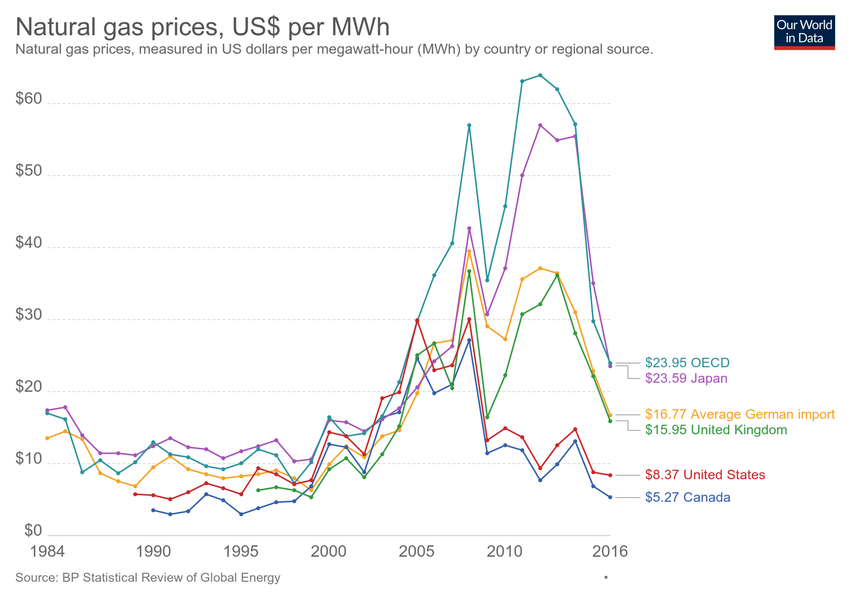 Natural gas prices, US$ per MWh
Our World
in Data
Natural gas prices, measured in US dollars per megawatt-hour (MWh) by country or regional source.
$60
$50
$40
$30
$20
$10
$0
$23.95 OECD
$23.59 Japan
$16.77 Average German import
$15.95 United Kingdom
$8.37 United States
$5.27 Canada
1984 1990 1995 2000 2005 2010 2016
Source: BP Statistical Review of Global Energy
•